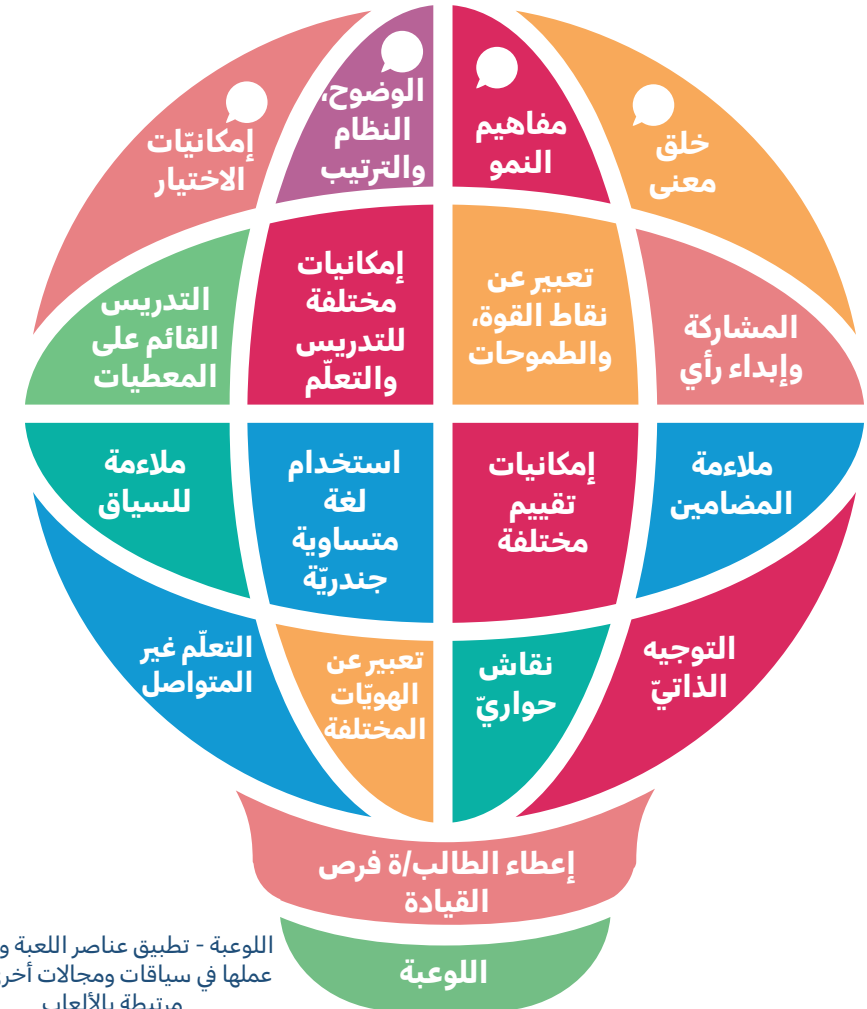 خلق
معنى
مفاهيم
النمو
الوضوح،
النظام
والترتيب
إمكانيّات
الاختيار
المشاركة
وإبداء رأي
تعبير عن
نقاط القوة،
والطموحات
إمكانيات
مختلفة
للتدريس
والتعلّم
التدريس
القائم على
المعطيات
ملاءمة
المضامين
إمكانيات
تقييم
مختلفة
استخدام
لغة
متساوية
جندريّة
ملاءمة
للسياق
التوجيه
الذاتيّ
نقاش
حواريّ
تعبير عن
الهويّات
المختلفة
التعلّم غير
المتواصل
إعطاء الطالب/ة فرص
القيادة
اللوعبة
اللوعبة - تطبيق عناصر اللعبة
عملها في سياقات ومجالات
مرتبطة بالألعاب